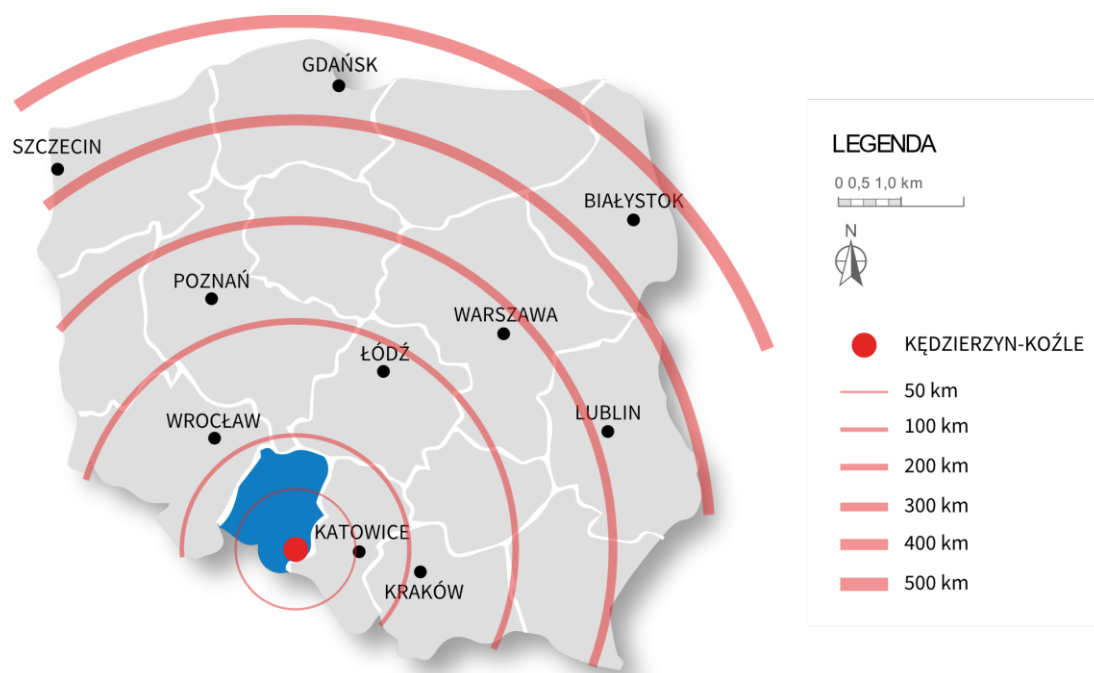 GDAŃSK
SZCZECIN
BIAŁYSTOK
POZNAŃ
WARSZAWA
ŁÓDŹ
WROCŁAW
LUBLIN
KATOWICE
KRAKÓW
LEGENDA
0 0,5 1,0 km
N
KĘDZIERZYN-KOŹLE
50 km
100 km
200 km
300 km
400 km
500 km